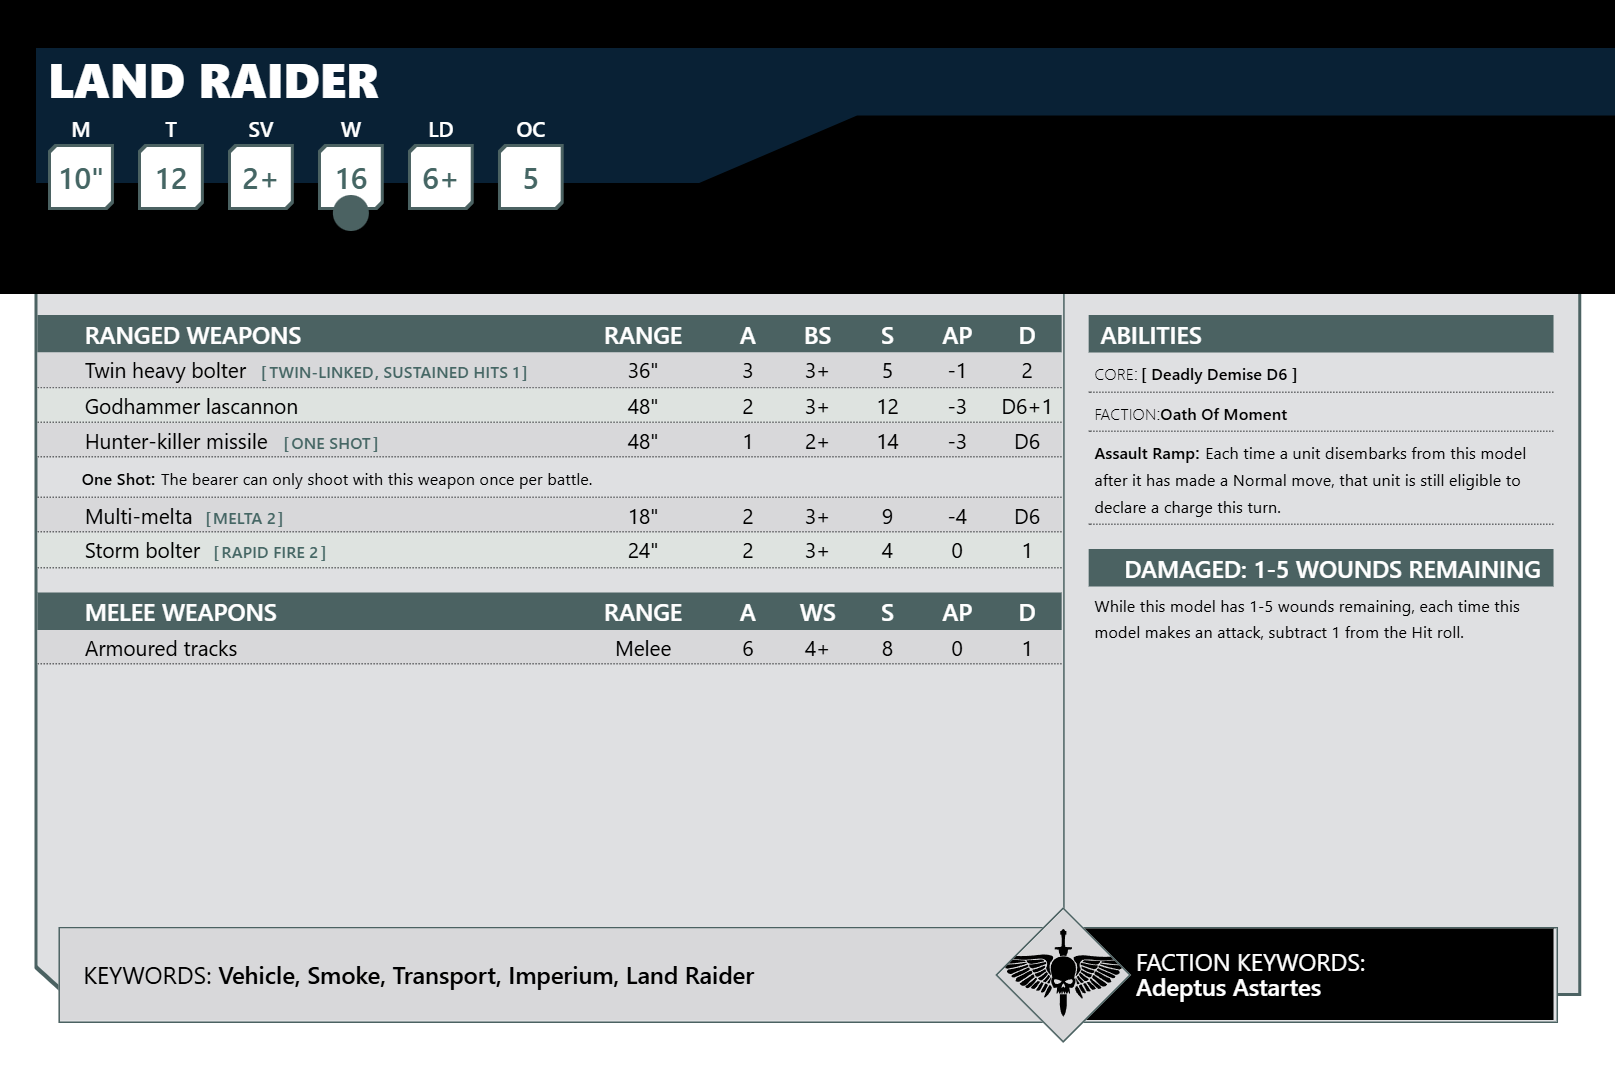 LAND RAIDER
M T SV W LD OC
10" 12 2+ 16 6+ 5
RANGED WEAPONS RANGE A BS S AP D
Twin heavy bolter [TWIN-LINKED, SUSTAINED HITS 1] 36" 3 3+ 5 -1 2
Godhammer lascannon 48" 2 3+ 12 -3 D6+1
Hunter-killer missile [ONE SHOT] 48" 1 2+ 14 -3 D6
One Shot: The bearer can only shoot with this weapon once per battle.
Multi-melta [MELTA 2] 18" 2 3+ 9 -4 D6
Storm bolter [RAPID FIRE 2] 24" 2 3+ 4 0 1
MELEE WEAPONS RANGE A WS S AP D
Armoured tracks Melee 6 4+ 8 0 1
ABILITIES
CORE: [ Deadly Demise D6 ]
FACTION:Oath Of Moment
Assault Ramp: Each time a unit disembarks from this model
after it has made a Normal move, that unit is still eligible to
declare a charge this turn.
DAMAGED: 1-5 WOUNDS REMAINING
While this model has 1-5 wounds remaining, each time this
model makes an attack, subtract 1 from the Hit roll.
KEYWORDS: Vehicle, Smoke, Transport, Imperium, Land Raider
FACTION KEYWORDS:
Adeptus Astartes